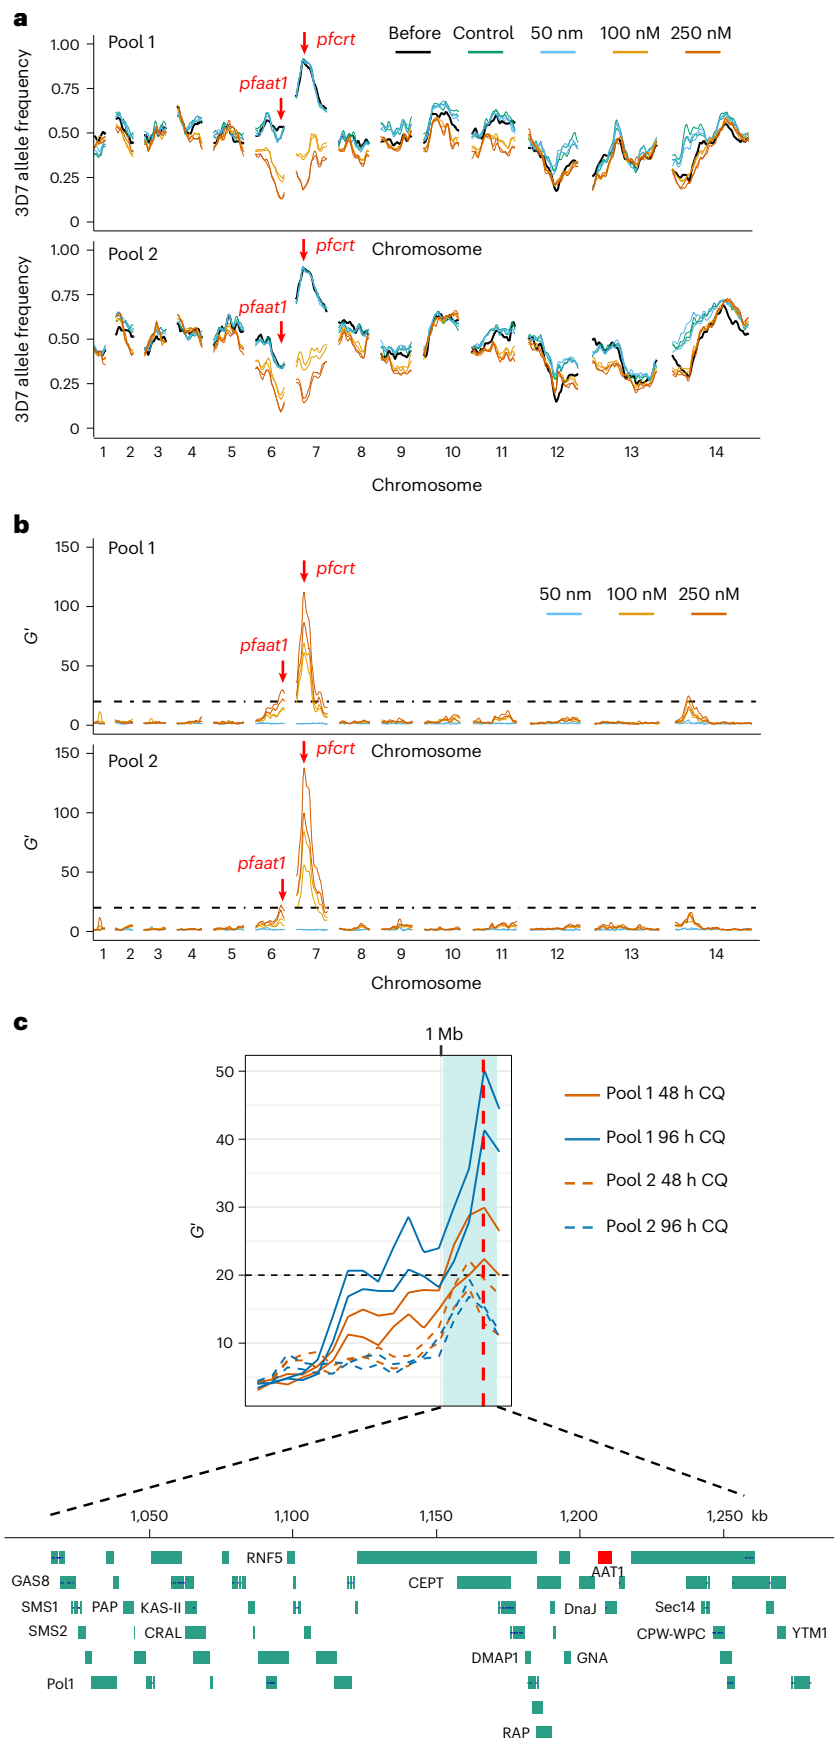 a
Pool 1
pfcrt
Before Control 50 nm 100 nM 250 nM
pfaat1
1.00
0.75
0.50
0.25
0
3D7 allele frequency
Chromosome
Pool 2
pfcrt
pfaat1
1.00
0.75
0.50
0.25
0
3D7 allele frequency
1 2 3 4 5 6 7 8 9 10 11 12 13 14
Chromosome
b
Pool 1
pfcrt
50 nm 100 nM 250 nM
pfaat1
150
100
50
0
G′
Chromosome
Pool 2
pfcrt
pfaat1
150
100
50
0
G′
1 2 3 4 5 6 7 8 9 10 11 12 13 14
Chromosome
c
1 Mb
50
40
30
20
10
G′
Pool 1 48 h CQ
Pool 1 96 h CQ
Pool 2 48 h CQ
Pool 2 96 h CQ
1,050 1,100 1,150 1,200 1,250 kb
RNF5
AAT1
GAS8 CEPT
SMS1 PAP KAS-II DnaJ Sec14
SMS2 CRAL CPW-WPC YTM1
DMAP1 GNA
Pol1
RAP